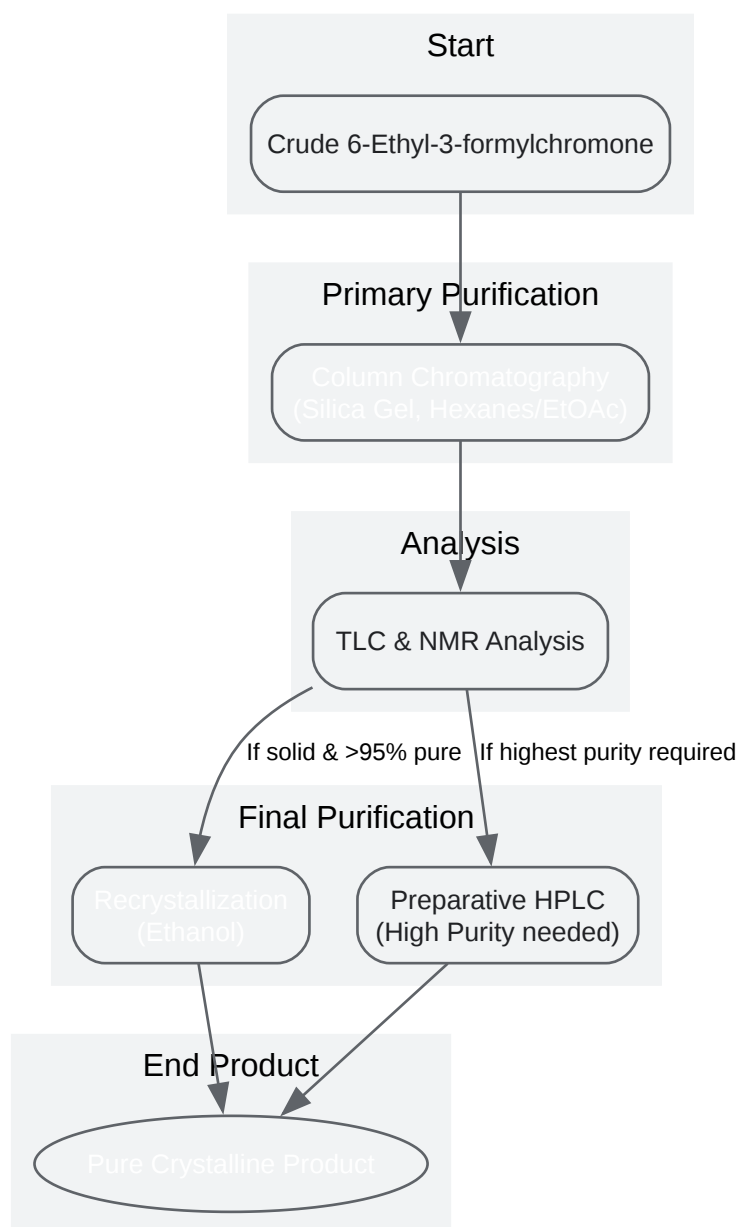 Start
Crude 6-Ethyl-3-formylchromone
Primary Purification
Column Chromatography
(Silica Gel, Hexanes/EtOAc)
Analysis
TLC & NMR Analysis
If solid & >95% pure
If highest purity required
Final Purification
Recrystallization
(Ethanol)
Preparative HPLC
(High Purity needed)
End Product
Pure Crystalline Product